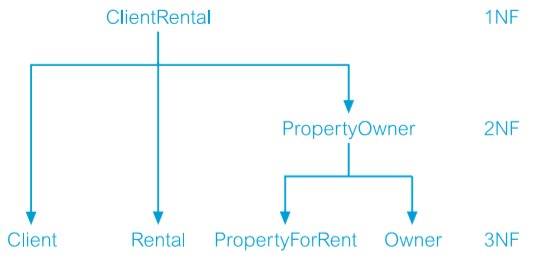 ClientRental 1NF
PropertyOwner 2NF
Client Rental PropertyForRent Owner 3NF